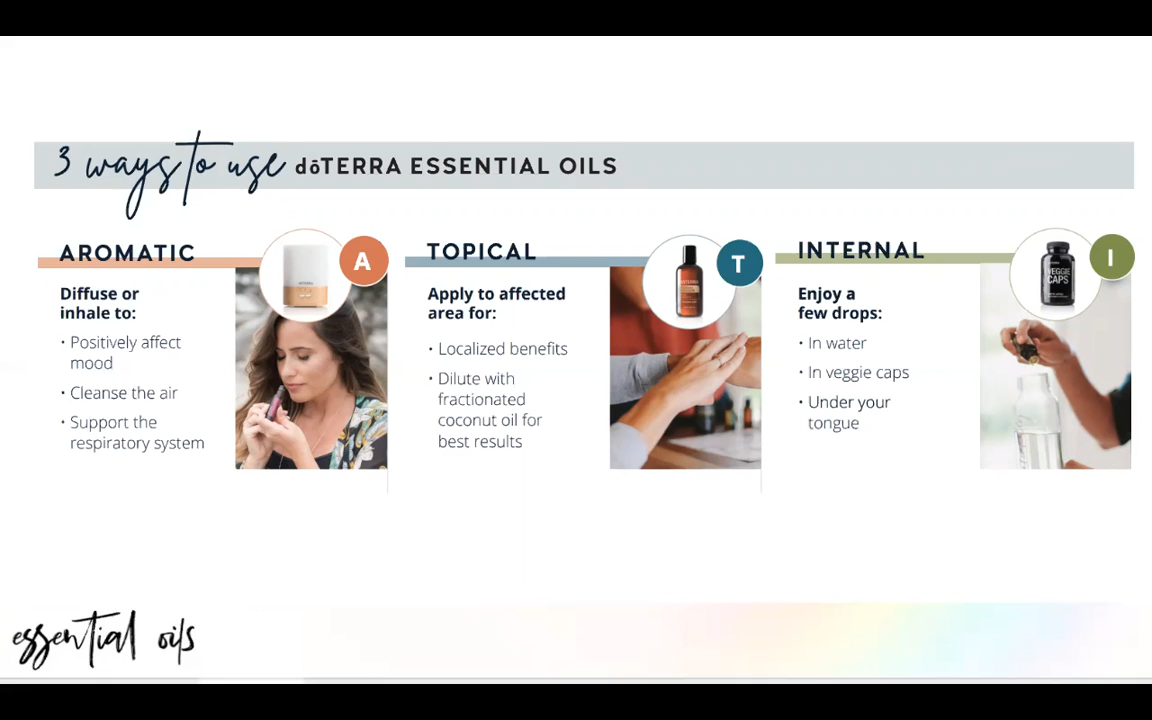 3 ways to use dōTERRA ESSENTIAL OILS
AROMATIC
A
Diffuse or
inhale to:
• Positively affect
mood
• Cleanse the air
• Support the
respiratory system
TOPICAL
T
Apply to affected
area for:
• Localized benefits
• Dilute with
fractionated
coconut oil for
best results
INTERNAL
VEGGIE
CAPS
I
Enjoy a
few drops:
• In water
• In veggie caps
• Under your
tongue
essential oils